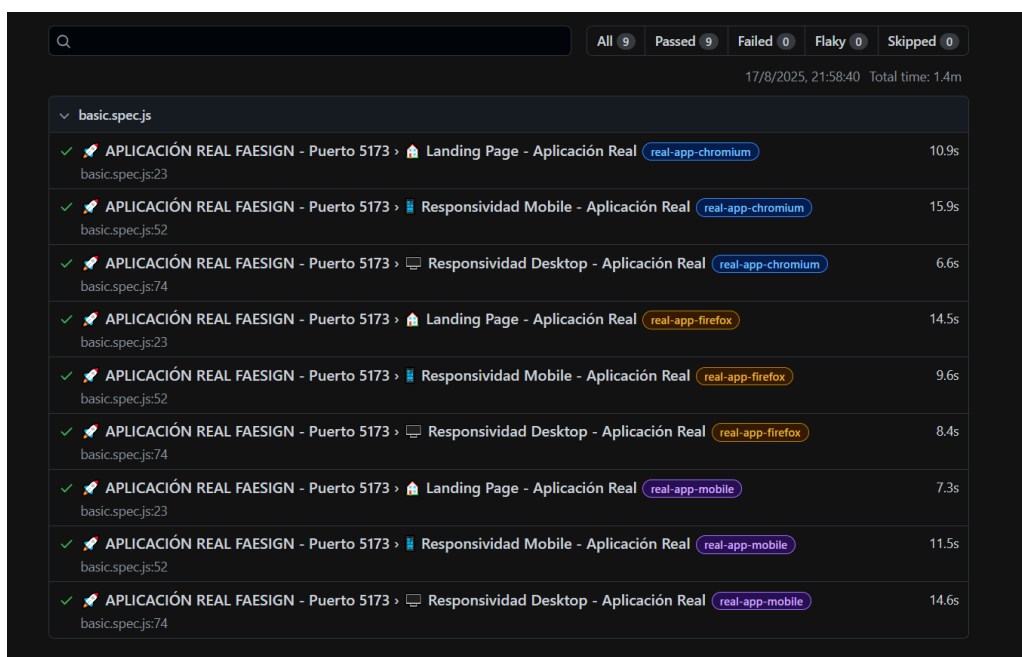 All 9 Passed 9 Failed 0 Flaky 0 Skipped 0
17/8/2025, 21:58:40 Total time: 1.4m
basic.spec.js
🚀 APLICACIÓN REAL FAESIGN - Puerto 5173 › 🏠 Landing Page - Aplicación Real real-app-chromium 10.9s
basic.spec.js:23
🚀 APLICACIÓN REAL FAESIGN - Puerto 5173 › 📱 Responsividad Mobile - Aplicación Real real-app-chromium 15.9s
basic.spec.js:52
🚀 APLICACIÓN REAL FAESIGN - Puerto 5173 › 🖥️ Responsividad Desktop - Aplicación Real real-app-chromium 6.6s
basic.spec.js:74
🚀 APLICACIÓN REAL FAESIGN - Puerto 5173 › 🏠 Landing Page - Aplicación Real real-app-firefox 14.5s
basic.spec.js:23
🚀 APLICACIÓN REAL FAESIGN - Puerto 5173 › 📱 Responsividad Mobile - Aplicación Real real-app-firefox 9.6s
basic.spec.js:52
🚀 APLICACIÓN REAL FAESIGN - Puerto 5173 › 🖥️ Responsividad Desktop - Aplicación Real real-app-firefox 8.4s
basic.spec.js:74
🚀 APLICACIÓN REAL FAESIGN - Puerto 5173 › 🏠 Landing Page - Aplicación Real real-app-mobile 7.3s
basic.spec.js:23
🚀 APLICACIÓN REAL FAESIGN - Puerto 5173 › 📱 Responsividad Mobile - Aplicación Real real-app-mobile 11.5s
basic.spec.js:52
🚀 APLICACIÓN REAL FAESIGN - Puerto 5173 › 🖥️ Responsividad Desktop - Aplicación Real real-app-mobile 14.6s
basic.spec.js:74